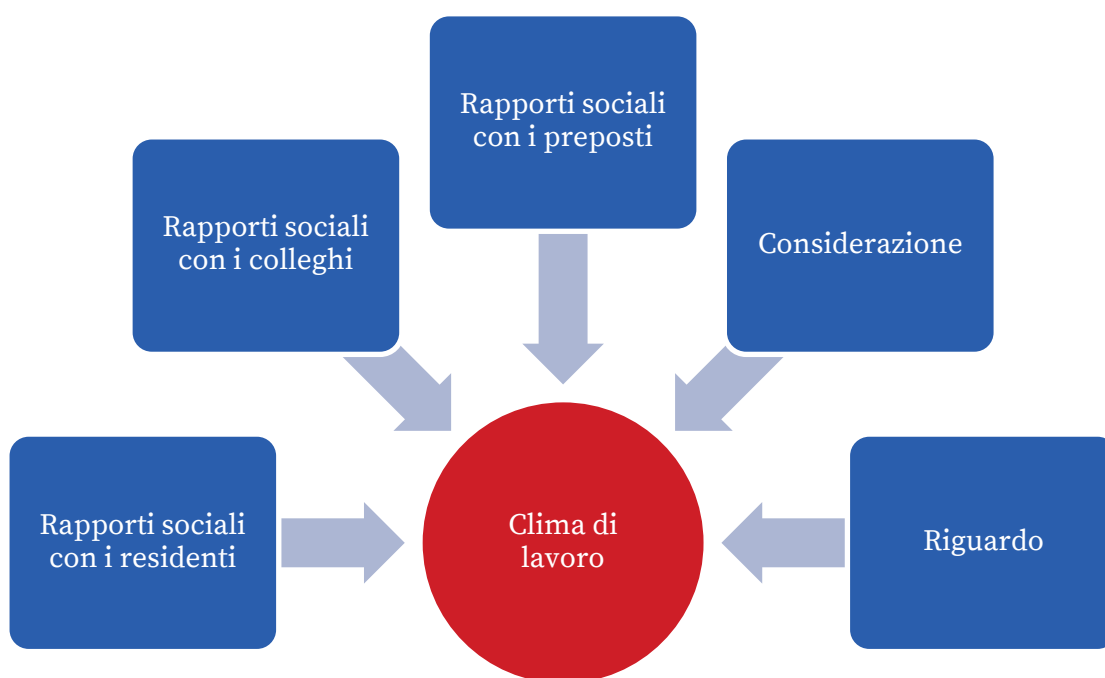 Rapporti sociali
con i preposti
Rapporti sociali
con i colleghi
Considerazione
Rapporti sociali
con i residenti
Clima di
lavoro
Riguardo